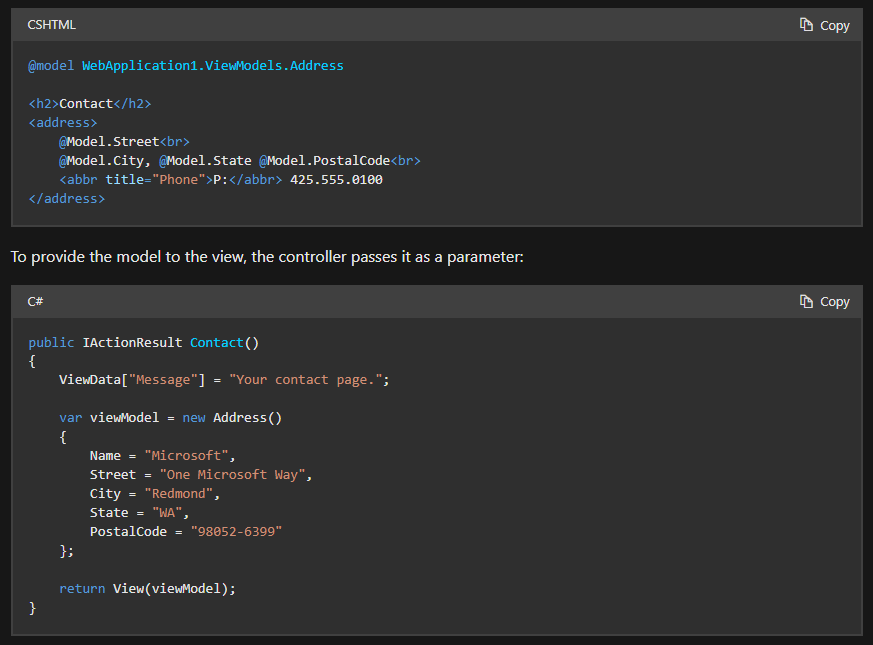 CSHTML
Copy
@model WebApplication1.ViewModels.Address
<h2>Contact</h2>
<address>
    @Model.Street<br>
    @Model.City, @Model.State @Model.PostalCode<br>
    <abbr title="Phone">P:</abbr> 425.555.0100
</address>
To provide the model to the view, the controller passes it as a parameter:
C#
Copy
public IActionResult Contact()
{
    ViewData["Message"] = "Your contact page.";
    var viewModel = new Address()
    {
        Name = "Microsoft",
        Street = "One Microsoft Way",
        City = "Redmond",
        State = "WA",
        PostalCode = "98052-6399"
    };
    return View(viewModel);
}